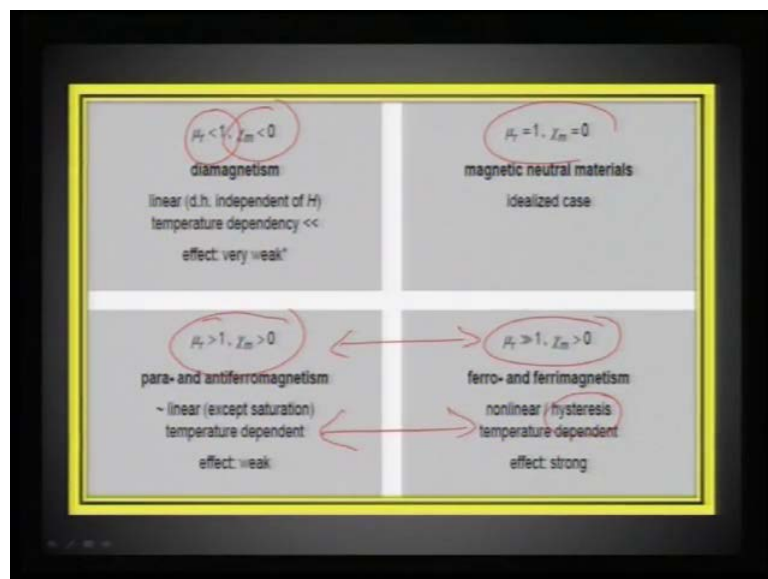 μr <1, χm <0
diamagnetism
linear (d.h. independent of H)
temperature dependency <<
effect: very weak*
μr =1, χm =0
magnetic neutral materials
idealized case
μr >1, χm >0
para- and antiferromagnetism
~ linear (except saturation)
temperature dependent
effect: weak
μr ≫1, χm >0
ferro- and ferrimagnetism
nonlinear / hysteresis
temperature dependent
effect: strong